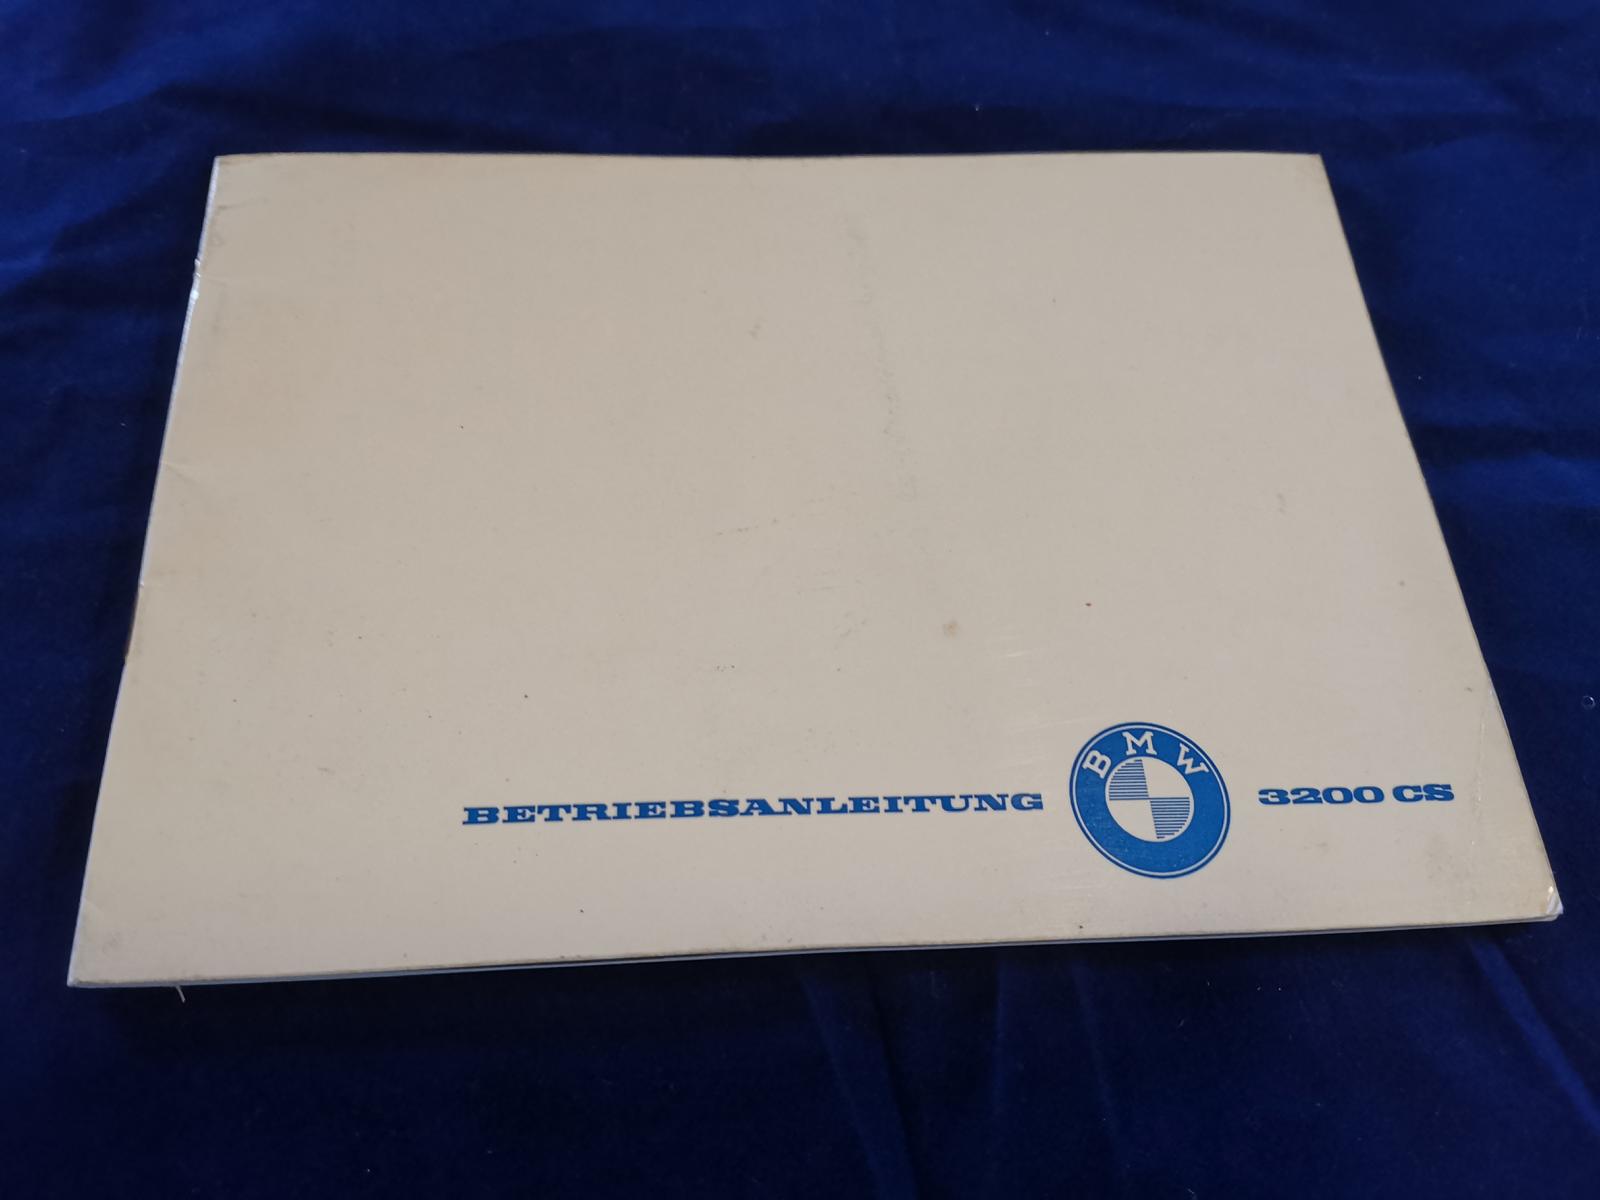 BETRIEBSANLEITUNG BMW 3200 CS